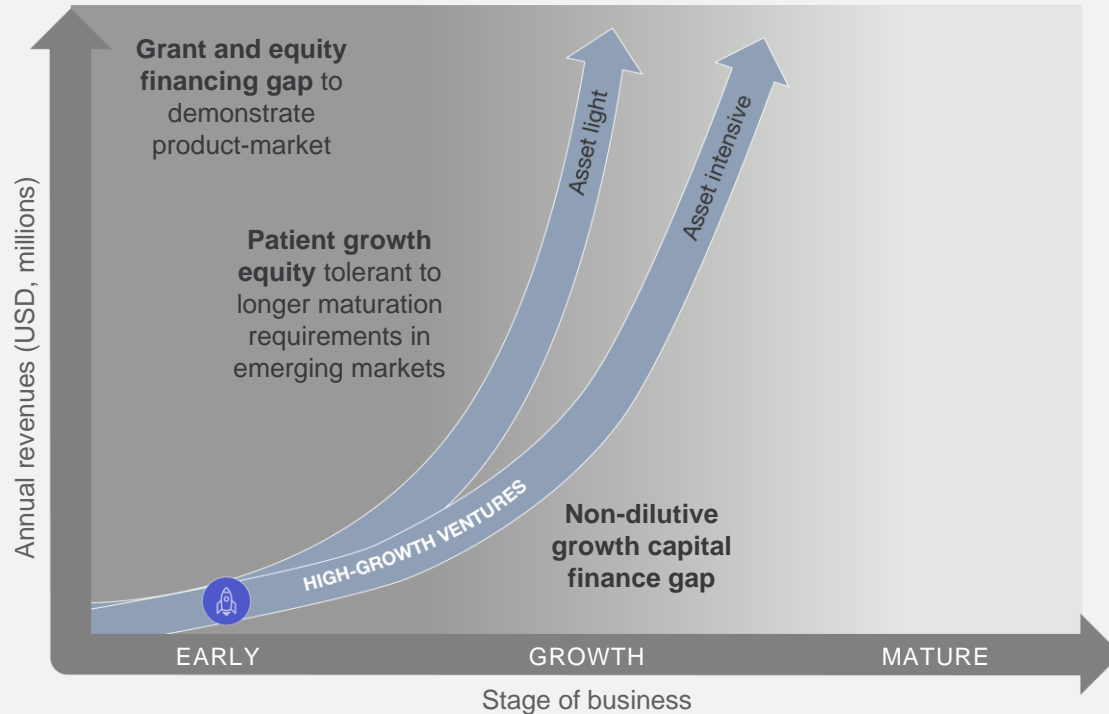 Grant and equity
financing gap to
demonstrate
product-market
Patient growth
equity tolerant to
longer maturation
requirements in
emerging markets
Asset light
Asset intensive
HIGH-GROWTH VENTURES
Non-dilutive
growth capital
finance gap
Annual revenues (USD, millions)
EARLY
GROWTH
MATURE
Stage of business